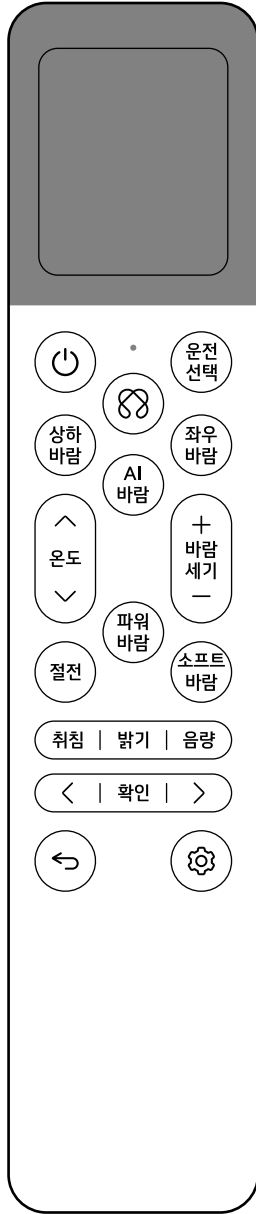 운전
선택
상하
바람
좌우
바람
AI
바람
온도
+
바람
세기
−
파워
바람
절전
소프트
바람
취침 | 밝기 | 음량
< | 확인 | >